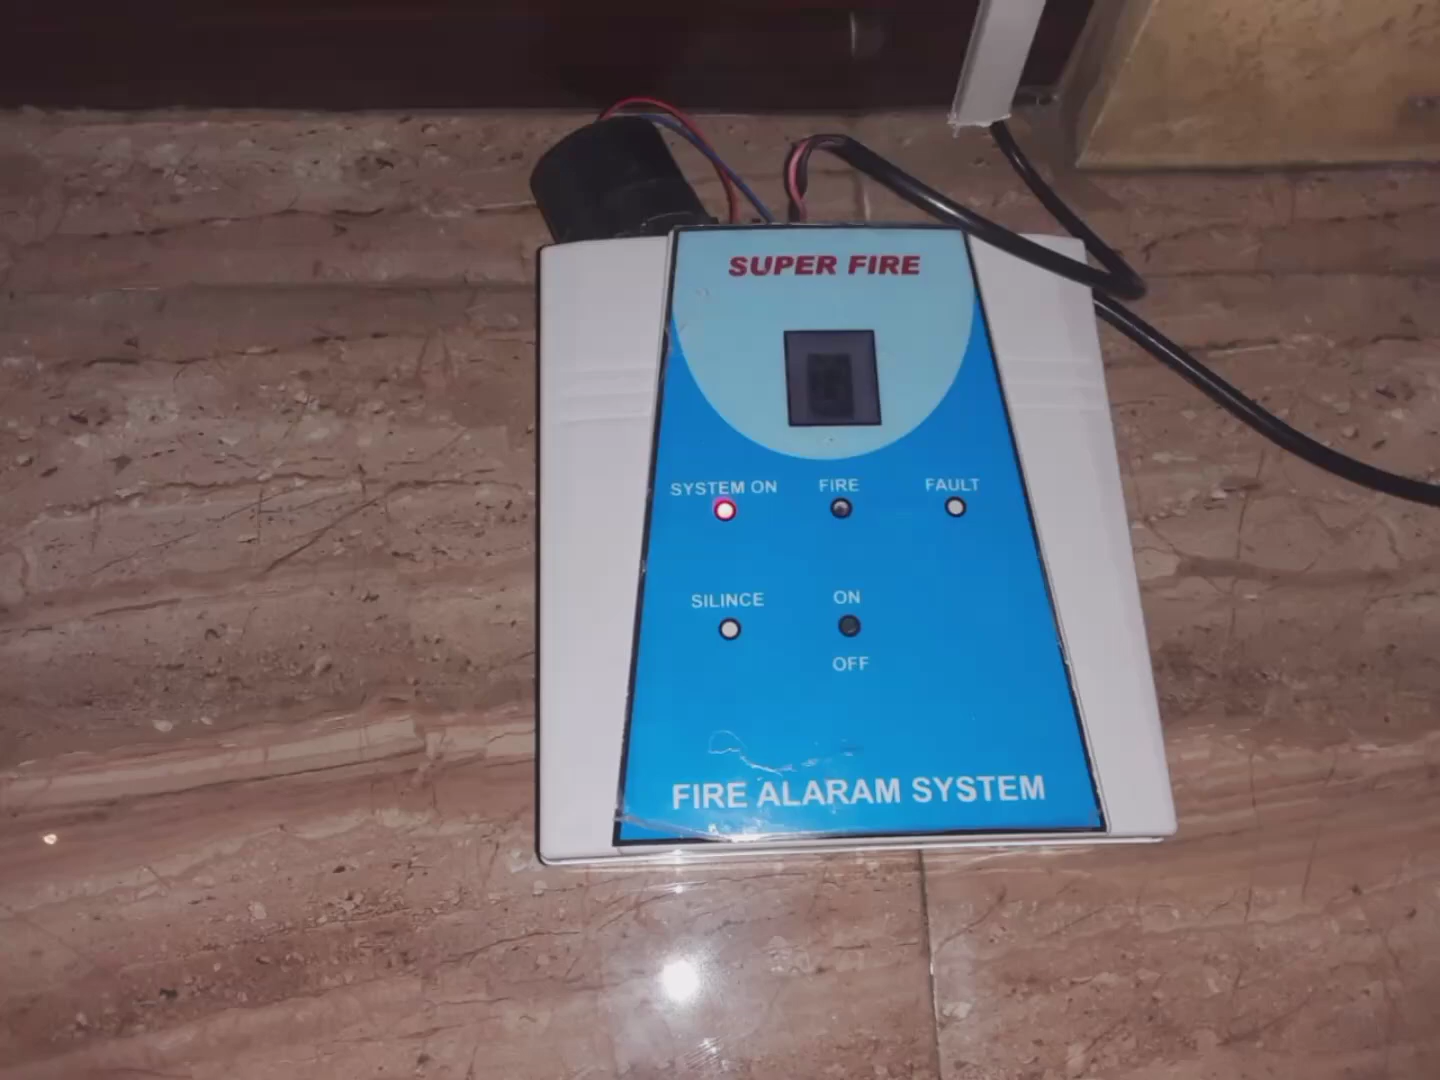 SUPER FIRE
SYSTEM ON FIRE FAULT
SILINCE ON
OFF
FIRE ALARAM SYSTEM